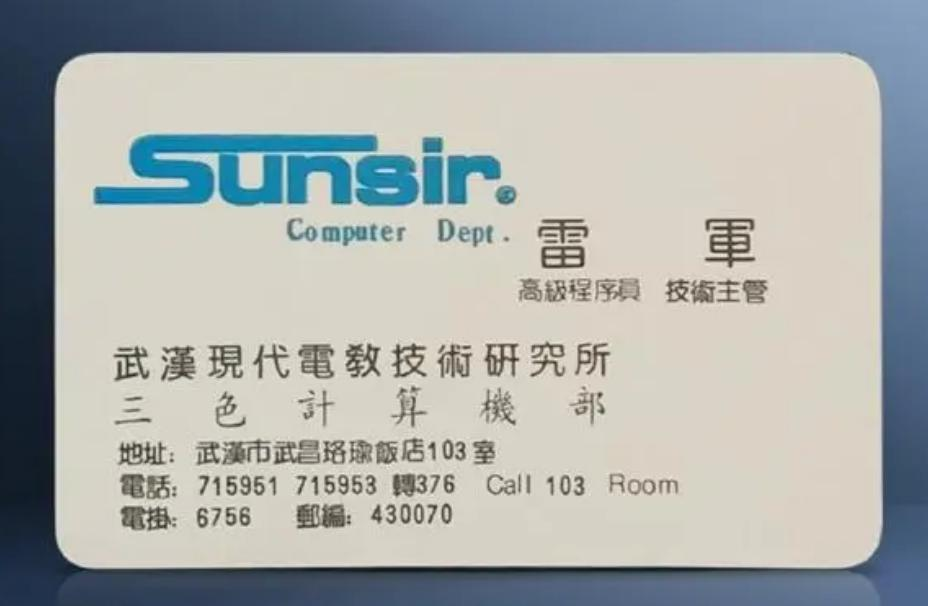 Sunsir®
Computer Dept.
雷 軍
高級程序員 技術主管
武漢現代電教技術研究所
三色計算機部
地址: 武漢市武昌珞瑜飯店103室
電話: 715951 715953 轉376 Call 103 Room
電掛: 6756 郵編: 430070